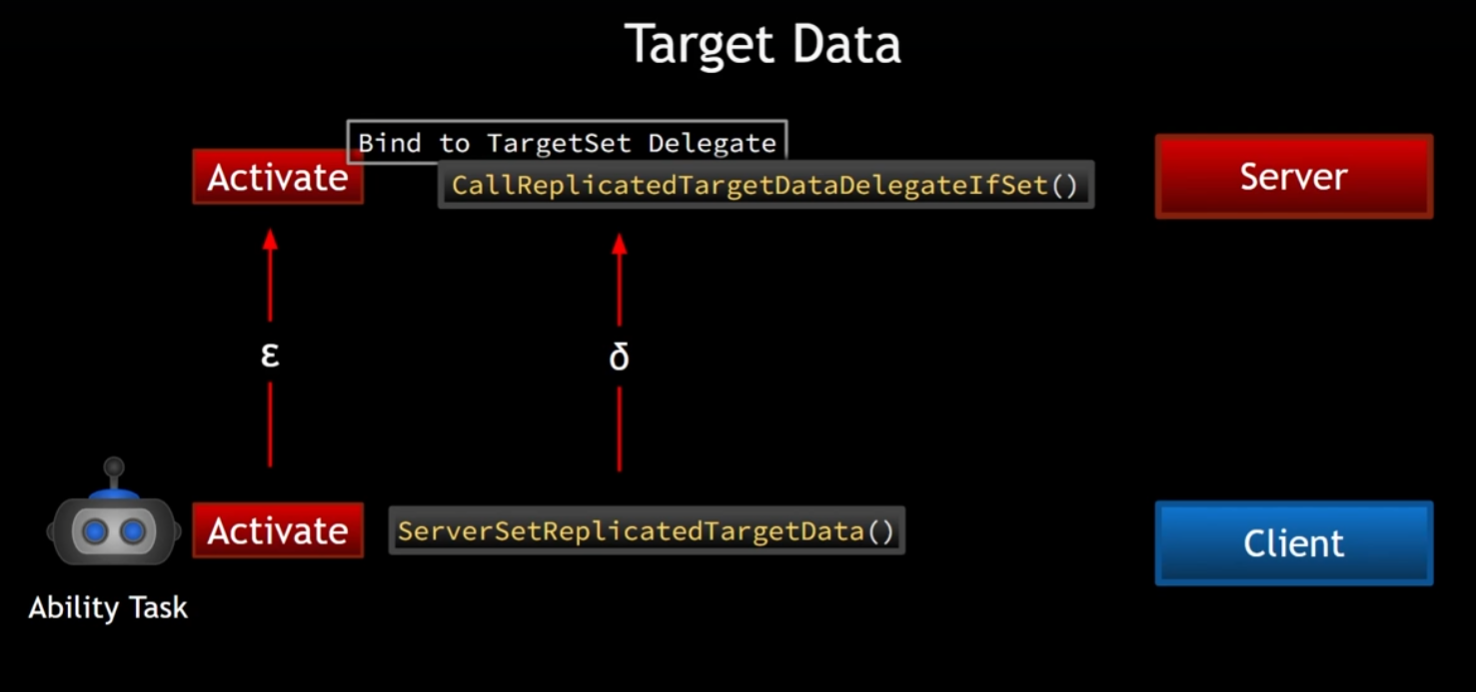 Target Data
Bind to TargetSet Delegate
Activate
CallReplicatedTargetDataDelegateIfSet()
Server
ε
δ
Activate
ServerSetReplicatedTargetData()
Client
Ability Task